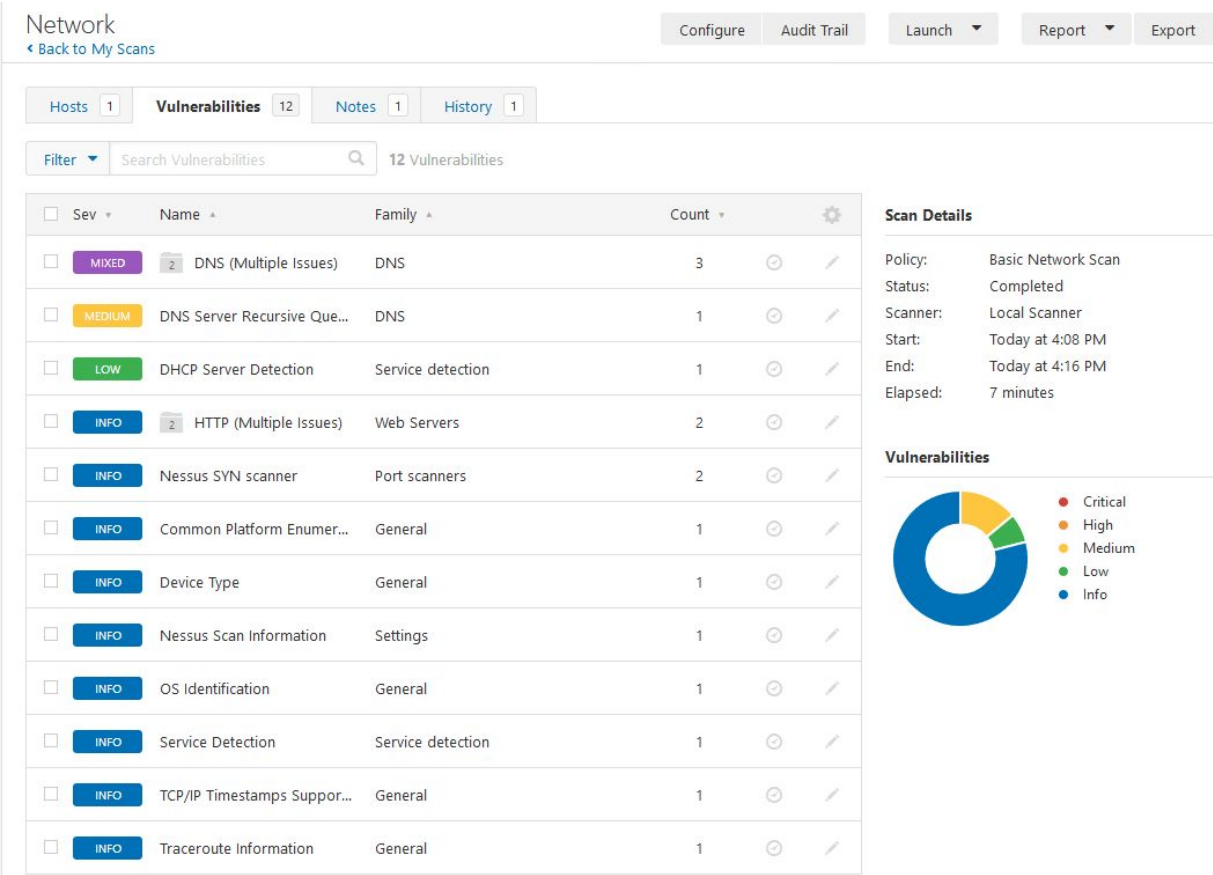 Network
Back to My Scans
Configure Audit Trail Launch Report Export
Hosts 1 Vulnerabilities 12 Notes 1 History 1
Filter Search Vulnerabilities 12 Vulnerabilities
Sev Name Family Count
MIXED 2 DNS (Multiple Issues) DNS 3
MEDIUM DNS Server Recursive Que... DNS 1
LOW DHCP Server Detection Service detection 1
INFO 2 HTTP (Multiple Issues) Web Servers 2
INFO Nessus SYN scanner Port scanners 2
INFO Common Platform Enumer... General 1
INFO Device Type General 1
INFO Nessus Scan Information Settings 1
INFO OS Identification General 1
INFO Service Detection Service detection 1
INFO TCP/IP Timestamps Suppor... General 1
INFO Traceroute Information General 1
Scan Details
Policy: Basic Network Scan
Status: Completed
Scanner: Local Scanner
Start: Today at 4:08 PM
End: Today at 4:16 PM
Elapsed: 7 minutes
Vulnerabilities
Critical
High
Medium
Low
Info